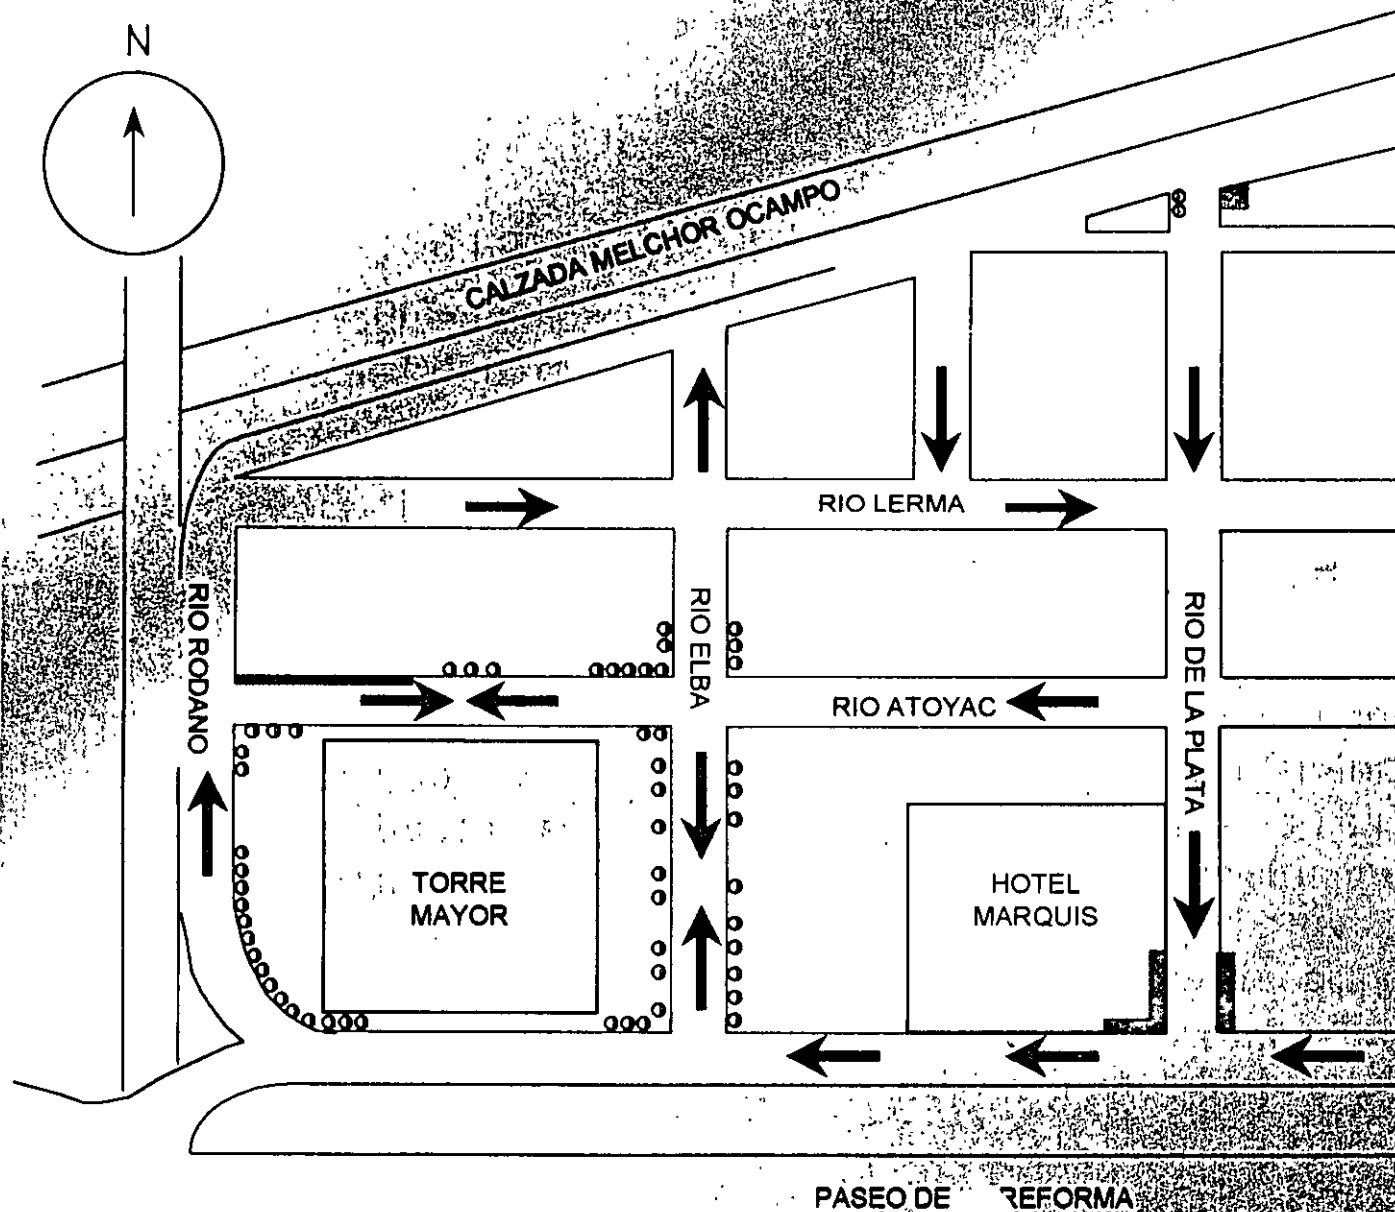 N
CALZADA MELCHOR OCAMPO
RIO LERMA
RIO RODANO
RIO ELBA
RIO DE LA PLATA
RIO ATOYAC
TORRE
MAYOR
HOTEL
MARQUIS
PASEO DE REFORMA